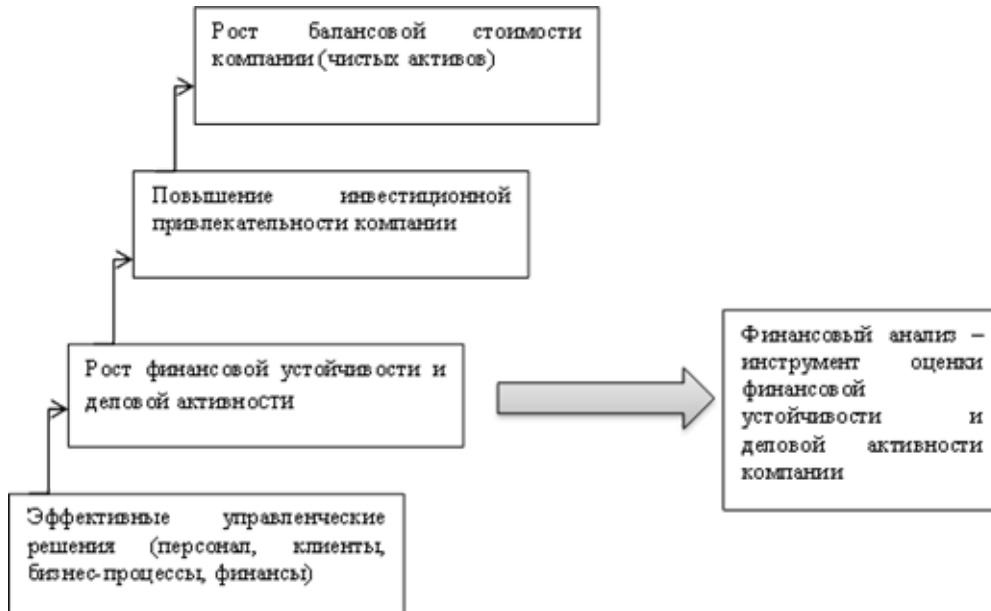 Рост балансовой стоимости
компании (чистых активов)
Повышение инвестиционной
привлекательности компании
Рост финансовой устойчивости и
деловой активности
Финансовый анализ –
инструмент оценки
финансовой
устойчивости и
деловой активности
компании
Эффективные управленческие
решения (персонал, клиенты,
бизнес-процессы, финансы)